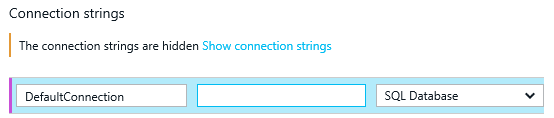 Connection strings
The connection strings are hidden Show connection strings
DefaultConnection SQL Database